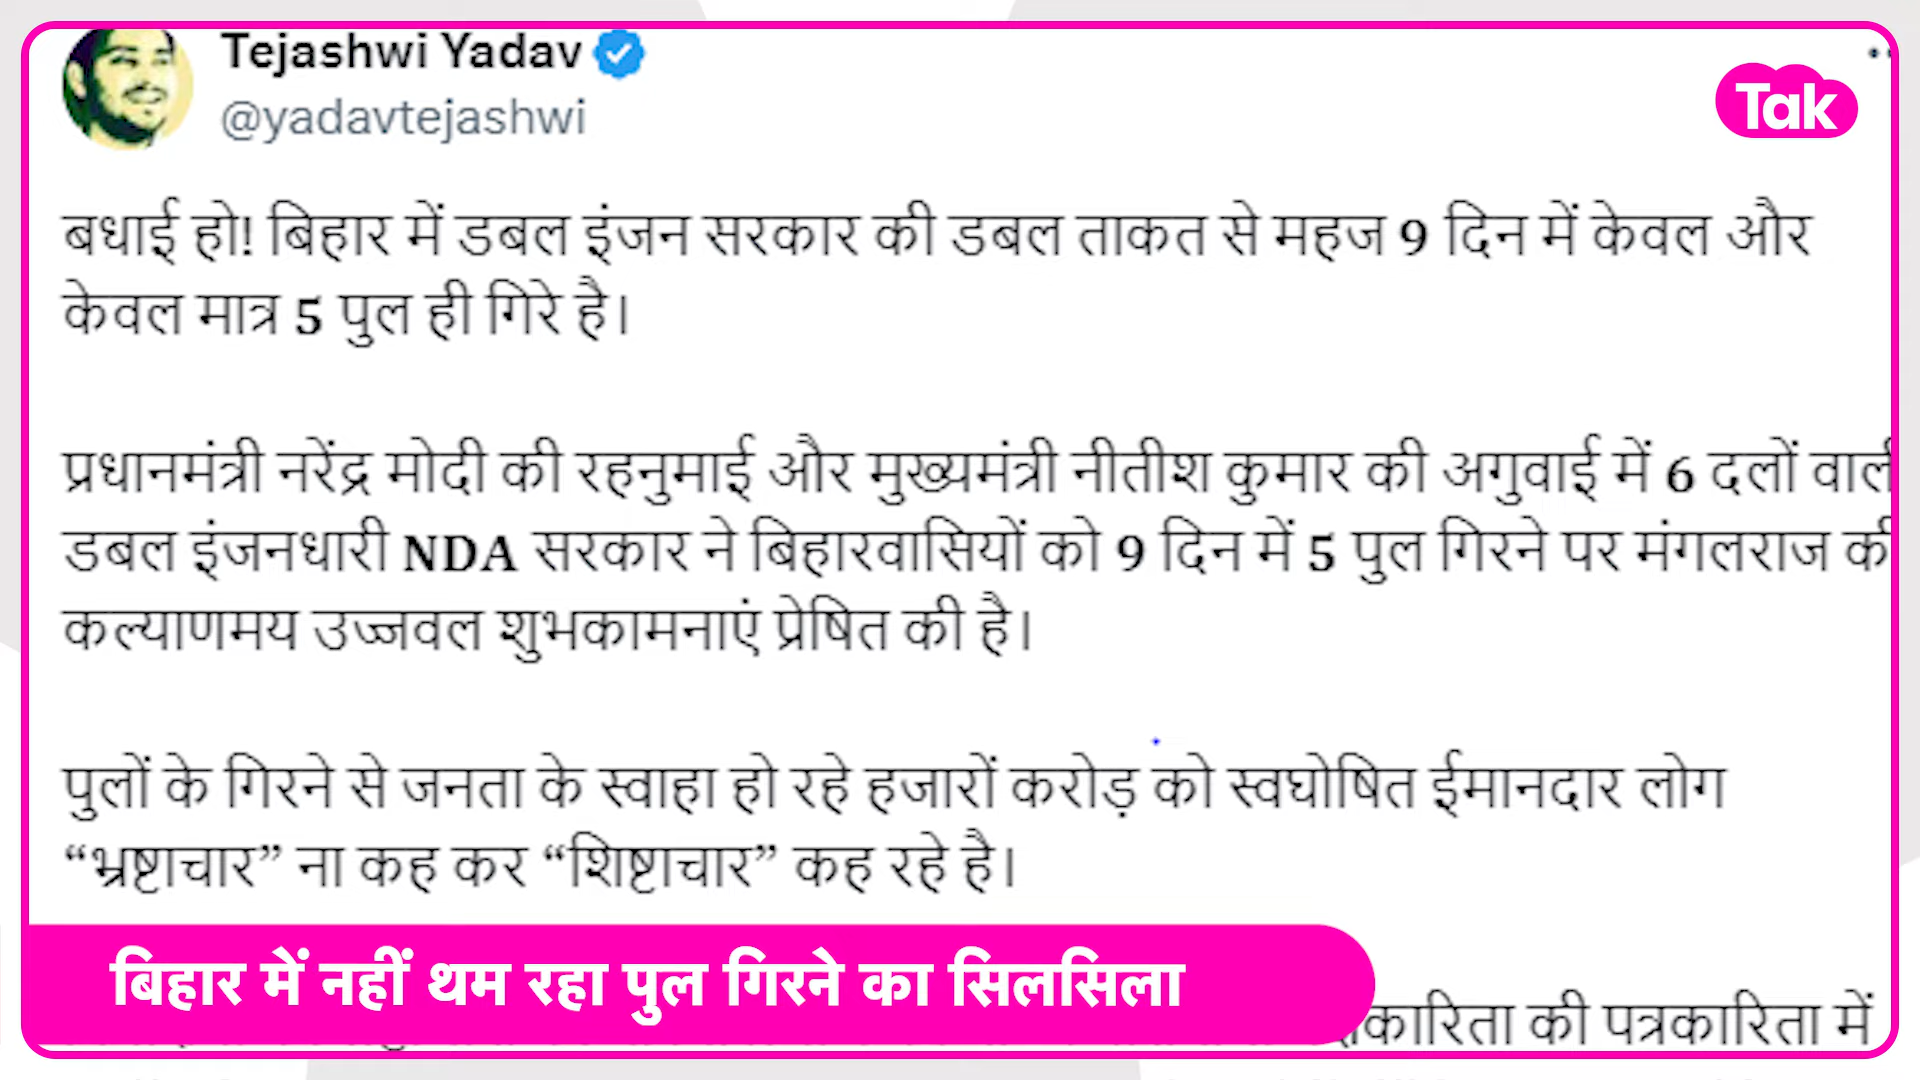 Tejashwi Yadav
@yadavtejashwi
Tak
बधाई हो! बिहार में डबल इंजन सरकार की डबल ताकत से महज 9 दिन में केवल और
केवल मात्र 5 पुल ही गिरे है।
प्रधानमंत्री नरेंद्र मोदी की रहनुमाई और मुख्यमंत्री नीतीश कुमार की अगुवाई में 6 दलों वाली
डबल इंजनधारी NDA सरकार ने बिहारवासियों को 9 दिन में 5 पुल गिरने पर मंगलराज की
कल्याणमय उज्जवल शुभकामनाएं प्रेषित की है।
पुलों के गिरने से जनता के स्वाहा हो रहे हजारों करोड़ को स्वघोषित ईमानदार लोग
“भ्रष्टाचार” ना कह कर “शिष्टाचार” कह रहे है।
की पत्रकारिता में
बिहार में नहीं थम रहा पुल गिरने का सिलसिला